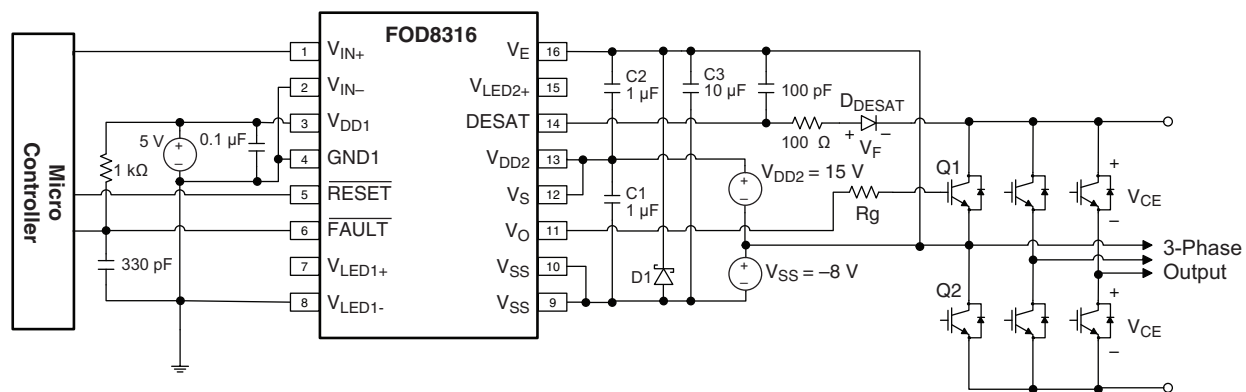 FOD8316
Micro
Controller
1 V_IN+
2 V_IN–
3 V_DD1
4 GND1
5 RESET
6 FAULT
7 V_LED1+
8 V_LED1-
V_E 16
V_LED2+ 15
DESAT 14
V_DD2 13
V_S 12
V_O 11
V_SS 10
V_SS 9
1 kΩ
5 V
+
–
0.1 µF
330 pF
C2
1 µF
C3
10 µF
100 pF
C1
1 µF
D1
100 Ω
D_DESAT
+ V_F –
+
–
V_DD2 = 15 V
+
–
V_SS = –8 V
Rg
Q1
+
V_CE
–
3-Phase
Output
Q2
+
V_CE
–